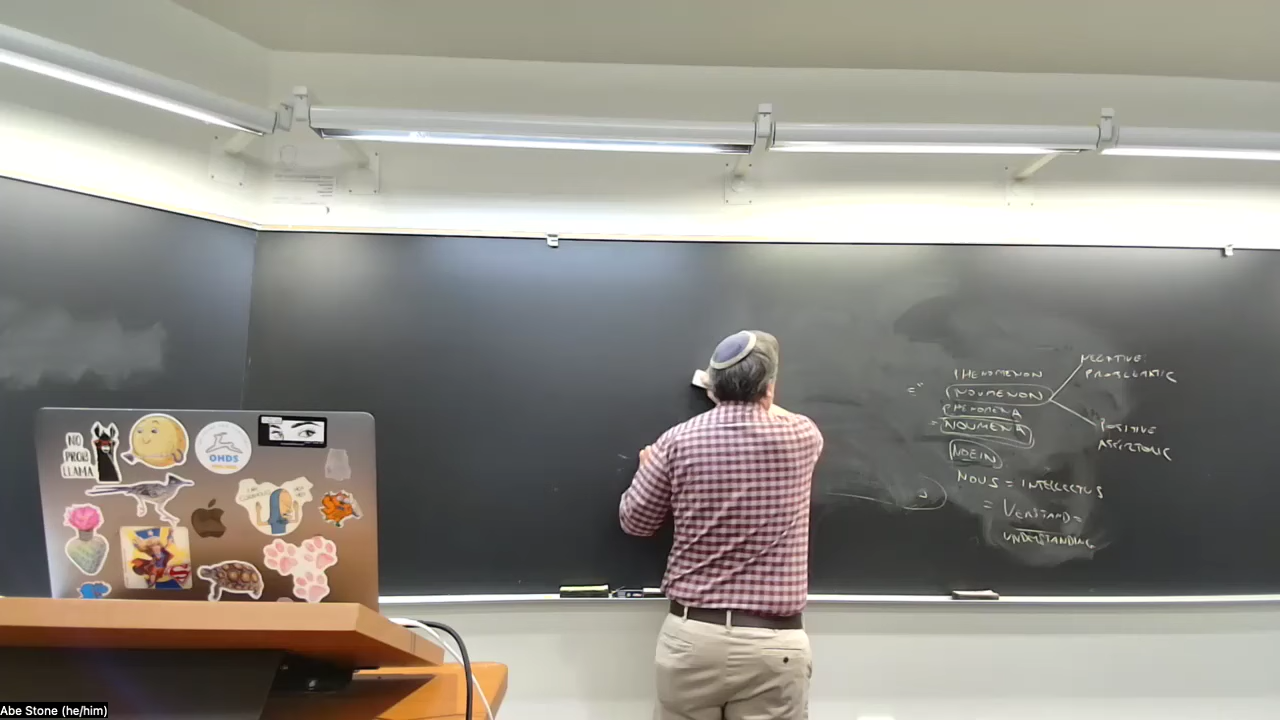 PHENOMENON
NOUMENON
PHENOMENA
= NOUMENA
NOEIN
NOUS = INTELLECTUS
= VERSTAND =
UNDERSTANDING
NEGATIVE:
PROBLEMATIC
POSITIVE
ASSERTORIC
NO
PROB
LLAMA
OHDS
Abe Stone (he/him)